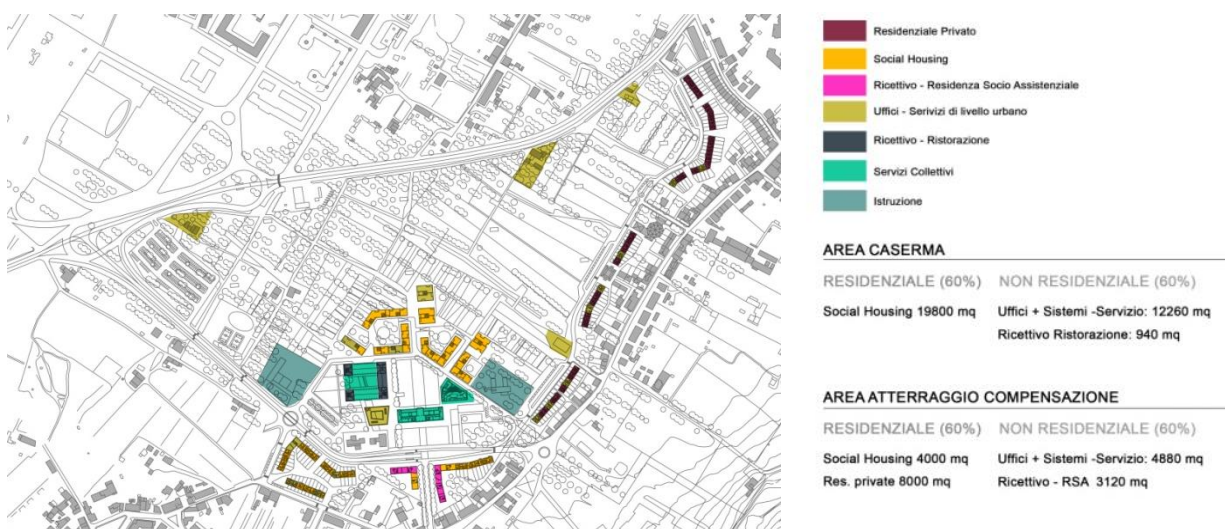 Residenziale Privato
Social Housing
Ricettivo - Residenza Socio Assistenziale
Uffici - Serivizi di livello urbano
Ricettivo - Ristorazione
Servizi Collettivi
Istruzione
AREA CASERMA
RESIDENZIALE (60%) NON RESIDENZIALE (60%)
Social Housing 19800 mq Uffici + Sistemi -Servizio: 12260 mq
Ricettivo Ristorazione: 940 mq
AREA ATTERRAGGIO COMPENSAZIONE
RESIDENZIALE (60%) NON RESIDENZIALE (60%)
Social Housing 4000 mq Uffici + Sistemi -Servizio: 4880 mq
Res. private 8000 mq Ricettivo - RSA 3120 mq